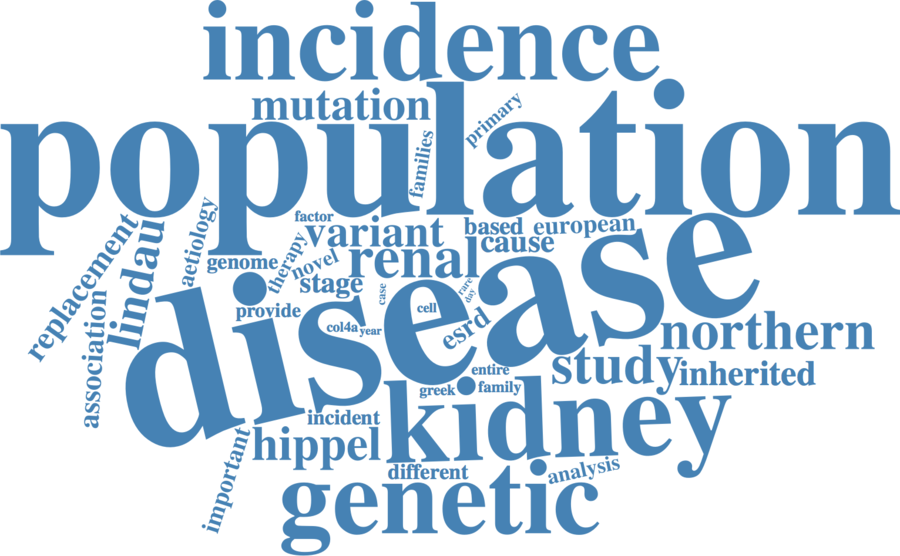 incidence
mutation
primary
population
families
factor
variant
based
european
cause
replacement
lindau
aetiology
genome
therapy
novel
renal
stage
disease
association
provide
case
cell
rare
day
col4a
year
esrd
northern
study
inherited
entire
greek
family
kidney
incident
hippel
important
different
analysis
genetic